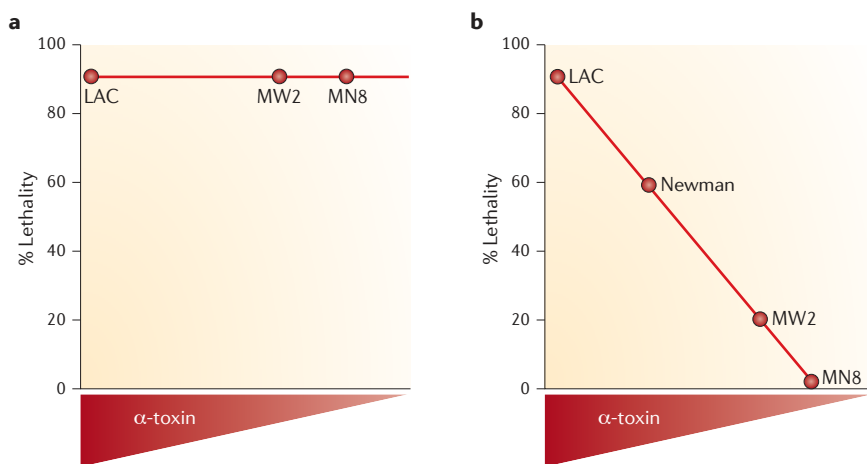 a
100
80
60
40
20
0
% Lethality
LAC
MW2
MN8
α-toxin
b
100
80
60
40
20
0
% Lethality
LAC
Newman
MW2
MN8
α-toxin